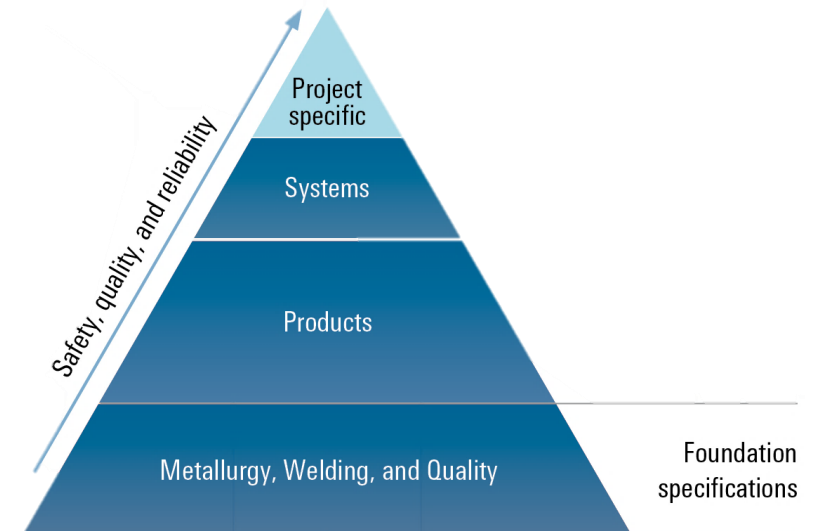 Project
specific
Systems
Safety, quality, and reliability
Products
Metallurgy, Welding, and Quality
Foundation
specifications